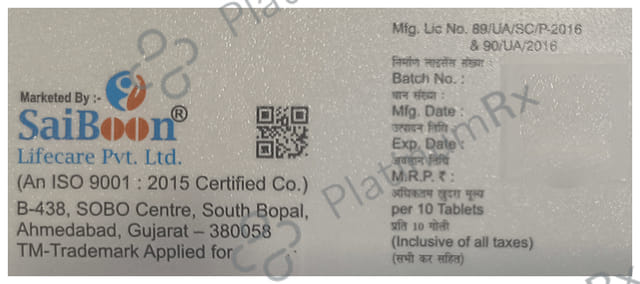 Marketed By :-
SaiBoon®
Lifecare Pvt. Ltd.
(An ISO 9001 : 2015 Certified Co.)
B-438, SOBO Centre, South Bopal,
Ahmedabad, Gujarat – 380058
TM-Trademark Applied for
Mfg. Lic No. 89/UA/SC/P-2016
& 90/UA/2016
निर्माण लाइसेंस संख्या :
Batch No. :
घान संख्या :
Mfg. Date :
उत्पादन तिथि
Exp. Date :
अवसान तिथि
M.R.P. ₹ :
अधिकतम खुदरा मूल्य
per 10 Tablets
प्रति 10 गोली
(Inclusive of all taxes)
(सभी कर सहित)
PlatinumRx